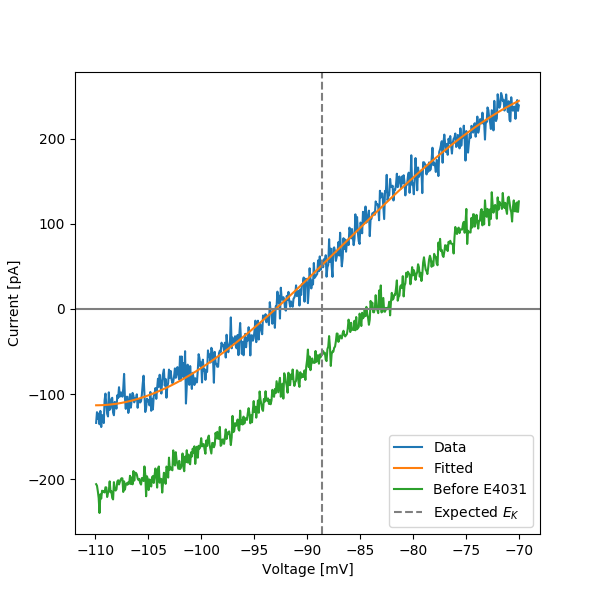 200
100
0
−100
−200
Current [pA]
−110 −105 −100 −95 −90 −85 −80 −75 −70
Voltage [mV]
Data
Fitted
Before E4031
Expected E_K